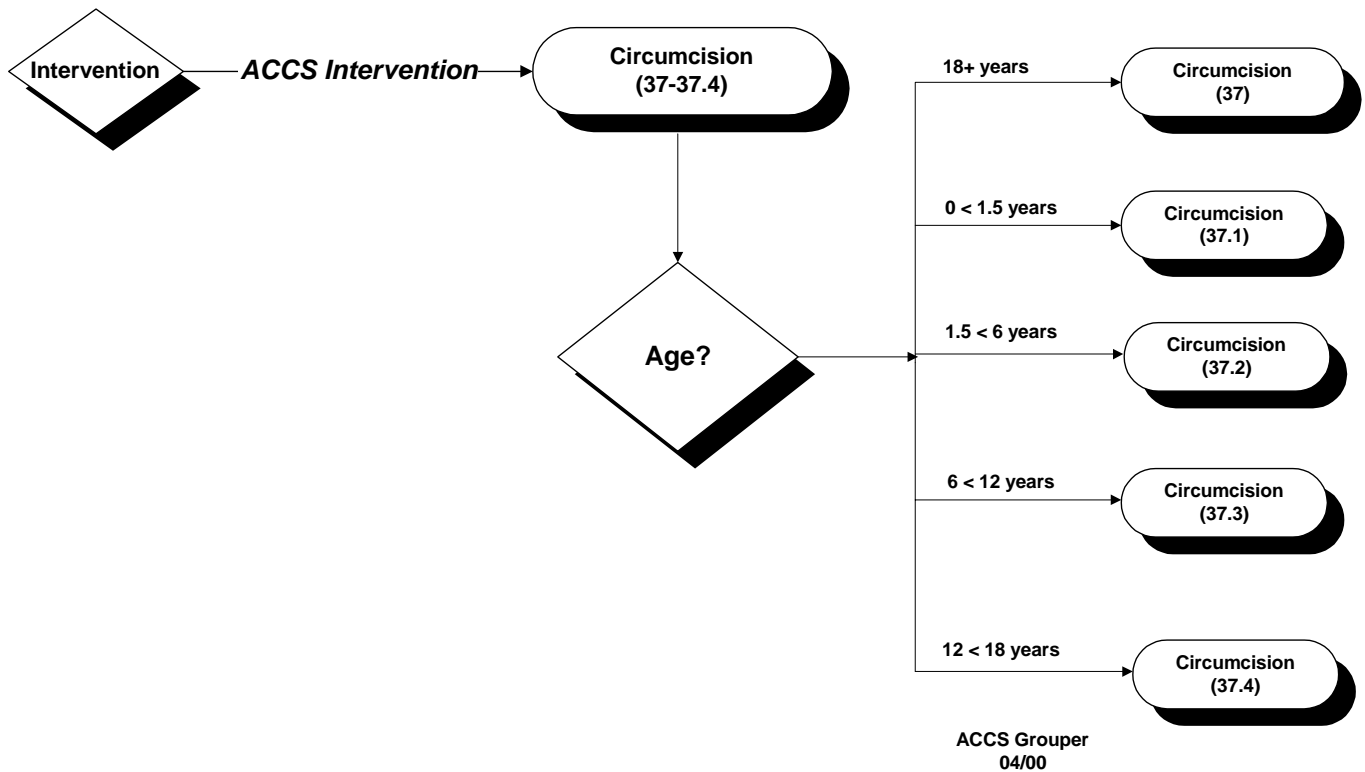 Intervention
ACCS Intervention
Circumcision
(37-37.4)
Age?
18+ years
Circumcision
(37)
0 < 1.5 years
Circumcision
(37.1)
1.5 < 6 years
Circumcision
(37.2)
6 < 12 years
Circumcision
(37.3)
12 < 18 years
Circumcision
(37.4)
ACCS Grouper
04/00